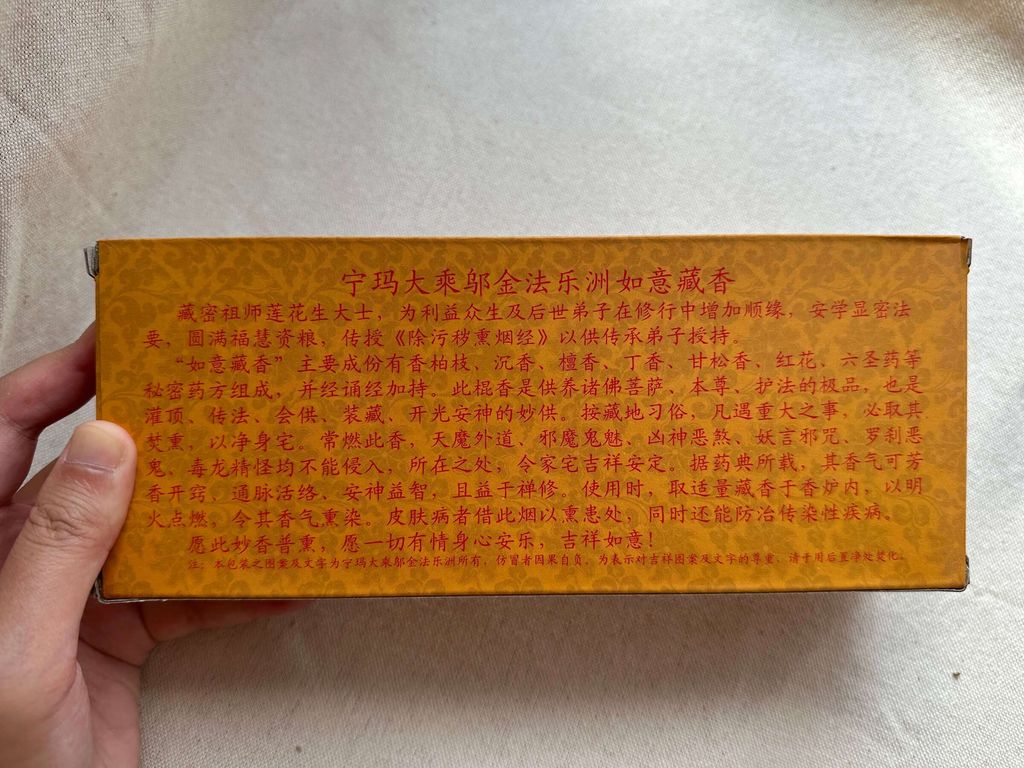 宁玛大乘邬金法乐洲如意藏香
藏密祖师莲花生大士，为利益众生及后世弟子在修行中增加顺缘，安学显密法
要，圆满福慧资粮，传授《除污秽熏烟经》以供传承弟子授持。
“如意藏香”主要成份有香柏枝、沉香、檀香、丁香、甘松香、红花、六圣药等
秘密药方组成，并经诵经加持。此棍香是供养诸佛菩萨、本尊、护法的极品，也是
灌顶、传法、会供、装藏、开光安神的妙供。按藏地习俗，凡遇重大之事，必取其
焚熏，以净身宅。常燃此香，天魔外道、邪魔鬼魅、凶神恶煞、妖言邪咒、罗刹恶
鬼、毒龙精怪均不能侵入，所在之处，令家宅吉祥安定。据药典所载，其香气可芳
香开窍、通脉活络、安神益智，且益于禅修。使用时，取适量藏香于香炉内，以明
火点燃，令其香气熏染。皮肤病者借此烟以熏患处，同时还能防治传染性疾病。
愿此妙香普熏，愿一切有情身心安乐，吉祥如意！
注：本包装之图案及文字为宁玛大乘邬金法乐洲所有，仿冒者因果自负。为表示对吉祥图案及文字的尊重，请于用后置净处焚化。